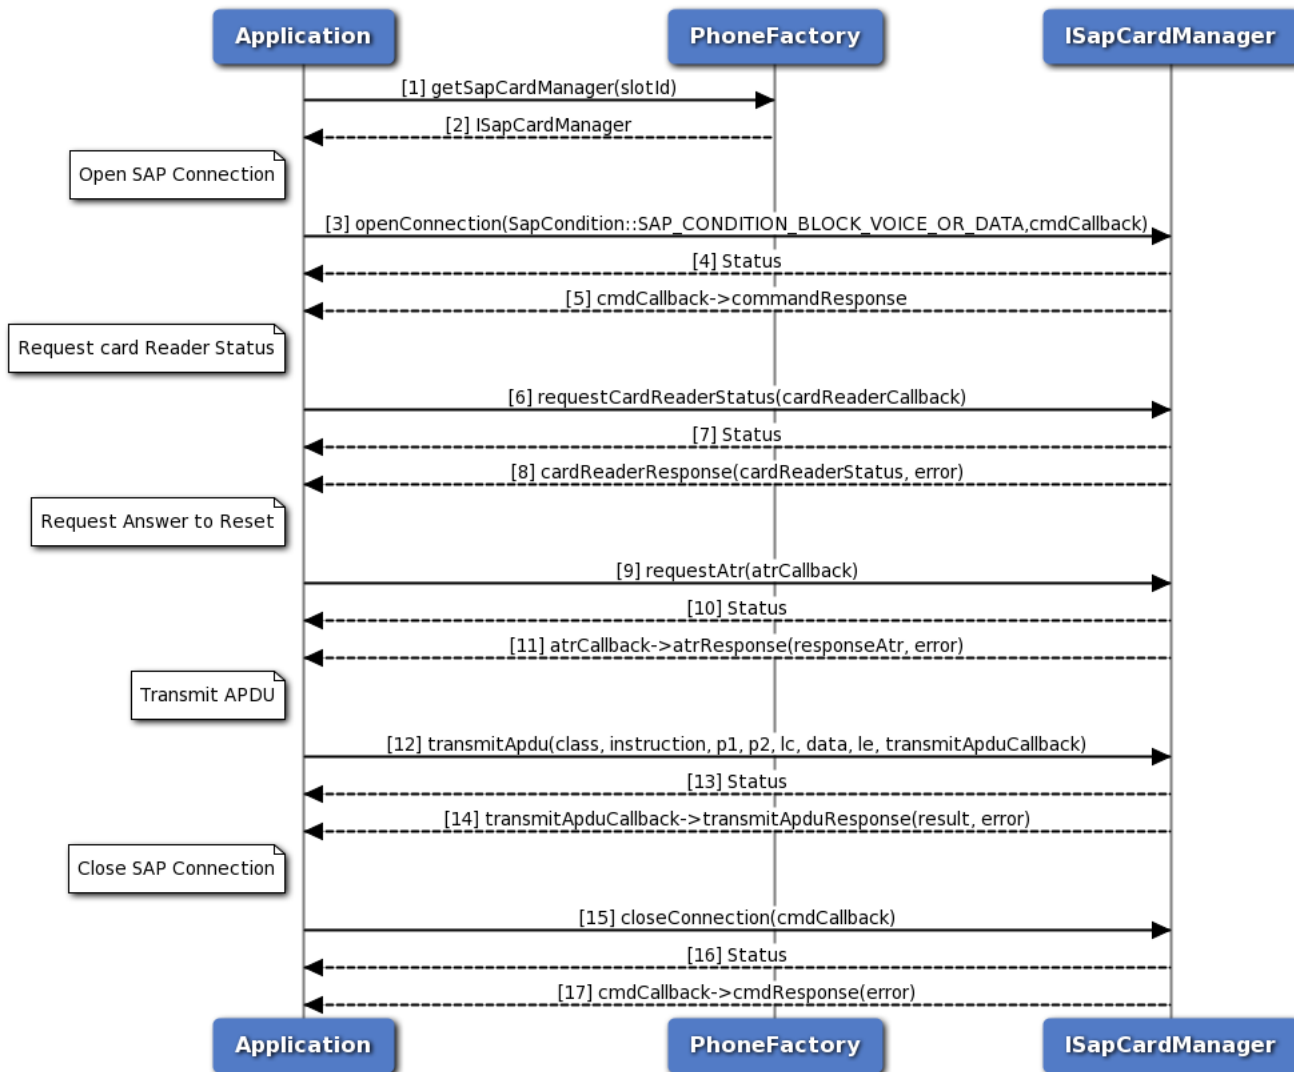 Application
PhoneFactory
ISapCardManager
[1] getSapCardManager(slotId)
[2] ISapCardManager
Open SAP Connection
[3] openConnection(SapCondition::SAP_CONDITION_BLOCK_VOICE_OR_DATA,cmdCallback)
[4] Status
[5] cmdCallback->commandResponse
Request card Reader Status
[6] requestCardReaderStatus(cardReaderCallback)
[7] Status
[8] cardReaderResponse(cardReaderStatus, error)
Request Answer to Reset
[9] requestAtr(atrCallback)
[10] Status
[11] atrCallback->atrResponse(responseAtr, error)
Transmit APDU
[12] transmitApdu(class, instruction, p1, p2, lc, data, le, transmitApduCallback)
[13] Status
[14] transmitApduCallback->transmitApduResponse(result, error)
Close SAP Connection
[15] closeConnection(cmdCallback)
[16] Status
[17] cmdCallback->cmdResponse(error)
Application
PhoneFactory
ISapCardManager